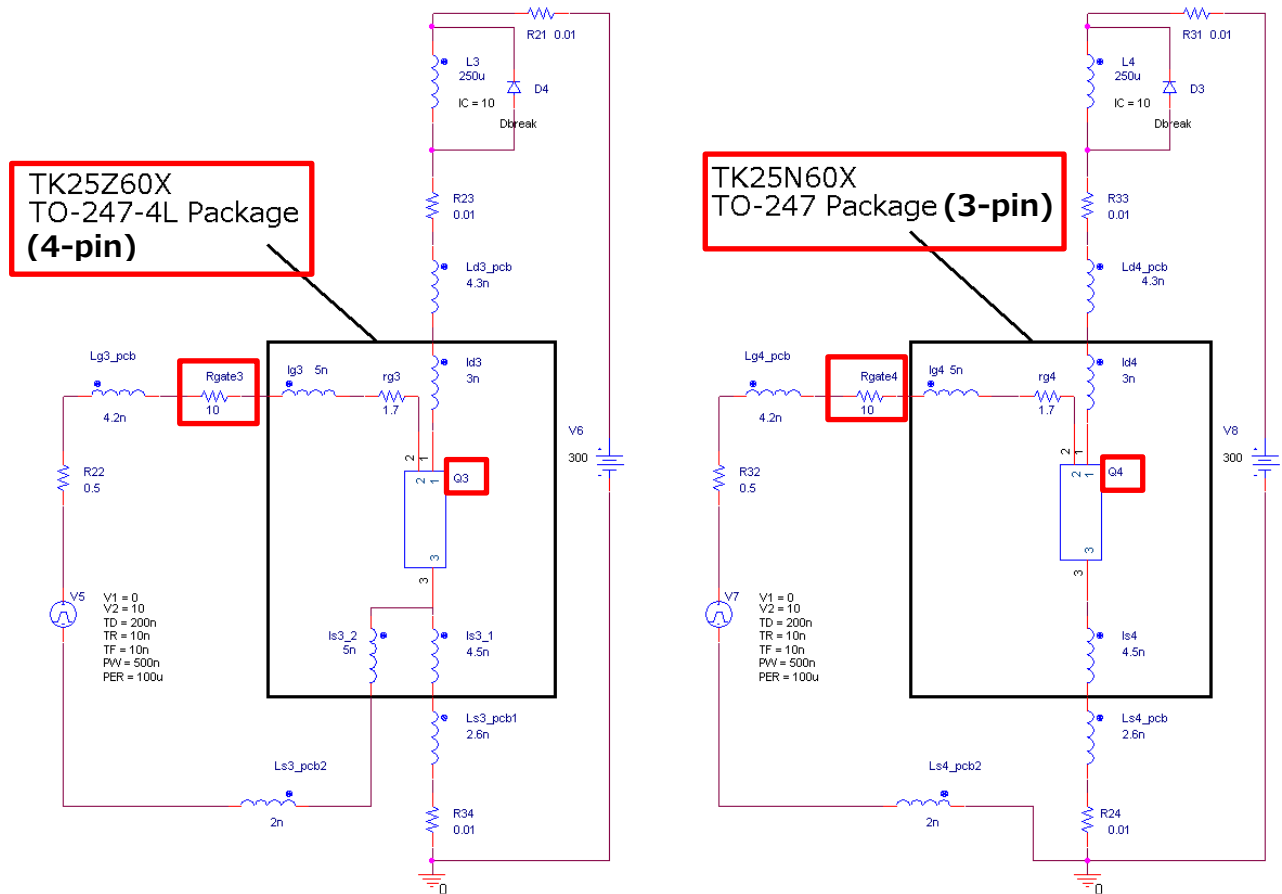 R21 0.01
L3
250u
IC = 10
D4
Dbreak
TK25Z60X
TO-247-4L Package
(4-pin)
R23
0.01
Ld3_pcb
4.3n
Lg3_pcb
4.2n
Rgate3
10
lg3 5n
rg3
1.7
ld3
3n
V6
300
R22
0.5
2
1
2
1
Q3
3
3
V5
V1 = 0
V2 = 10
TD = 200n
TR = 10n
TF = 10n
PW = 500n
PER = 100u
ls3_2
5n
ls3_1
4.5n
Ls3_pcb1
2.6n
Ls3_pcb2
2n
R34
0.01
0
R31 0.01
L4
250u
IC = 10
D3
Dbreak
TK25N60X
TO-247 Package (3-pin)
R33
0.01
Ld4_pcb
4.3n
Lg4_pcb
4.2n
Rgate4
10
lg4 5n
rg4
1.7
ld4
3n
V8
300
R32
0.5
2
1
2
1
Q4
3
3
V7
V1 = 0
V2 = 10
TD = 200n
TR = 10n
TF = 10n
PW = 500n
PER = 100u
ls4
4.5n
Ls4_pcb
2.6n
Ls4_pcb2
2n
R24
0.01
0